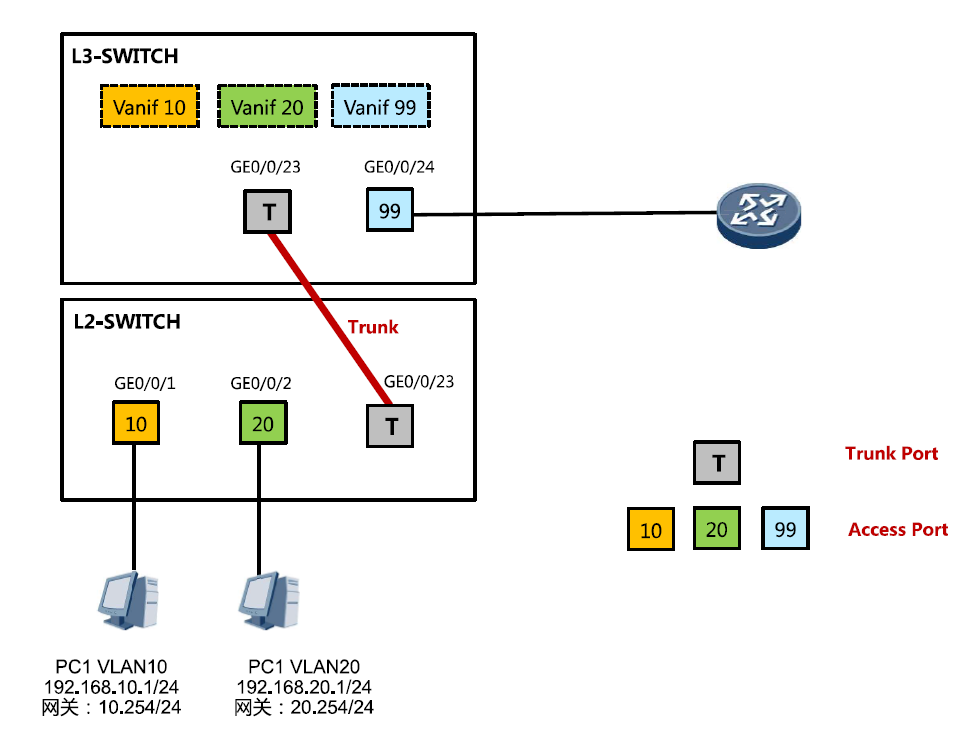 L3-SWITCH
Vanif 10
Vanif 20
Vanif 99
GE0/0/23
GE0/0/24
T
99
L2-SWITCH
Trunk
GE0/0/1
GE0/0/2
GE0/0/23
10
20
T
T
Trunk Port
10
20
99
Access Port
PC1 VLAN10
192.168.10.1/24
网关：10.254/24
PC1 VLAN20
192.168.20.1/24
网关：20.254/24